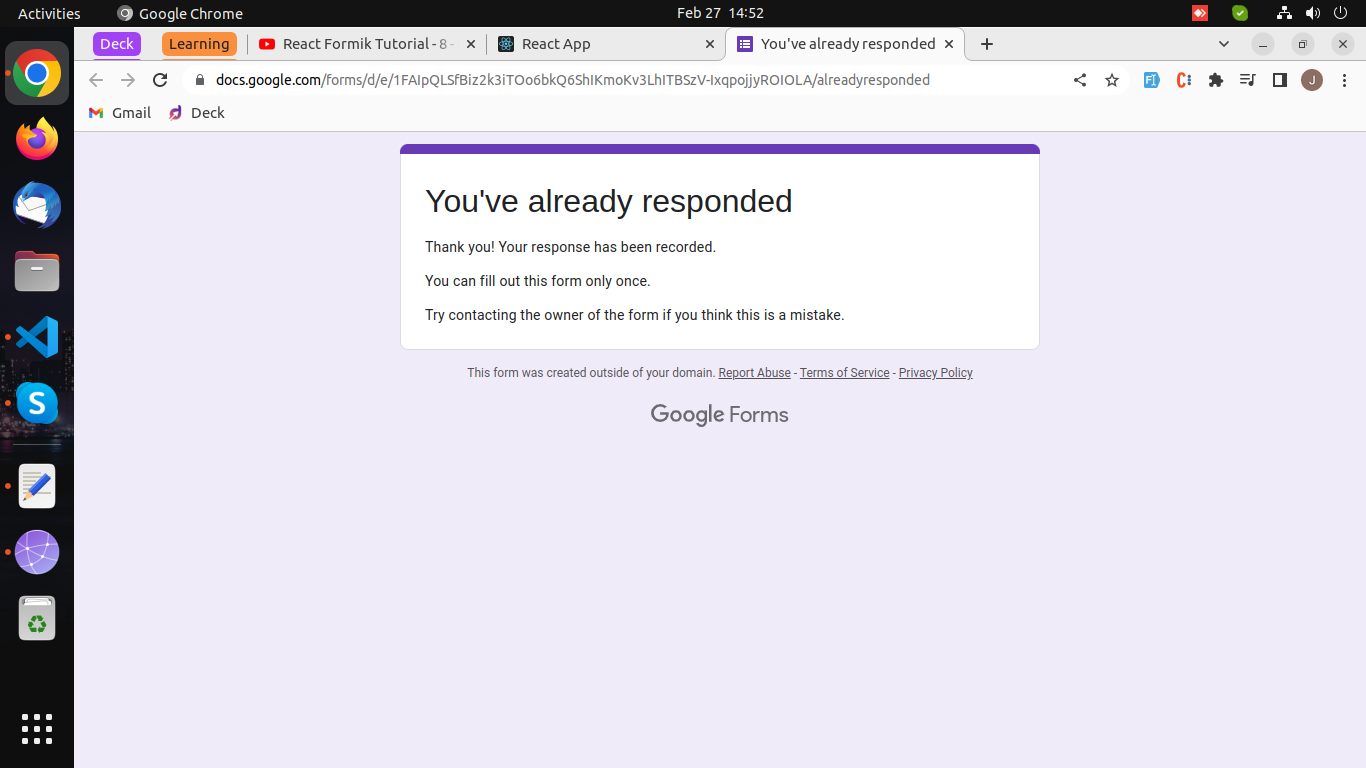 Activities
Google Chrome
Feb 27 14:52
Deck
Learning
React Formik Tutorial - 8 -
React App
You've already responded
docs.google.com/forms/d/e/1FAIpQLSfBiz2k3iTOo6bkQ6ShIKmoKv3LhITBSzV-IxqpojjyROIOLA/alreadyresponded
J
Gmail
Deck
You've already responded
Thank you! Your response has been recorded.
You can fill out this form only once.
Try contacting the owner of the form if you think this is a mistake.
This form was created outside of your domain. Report Abuse - Terms of Service - Privacy Policy
Google Forms
S